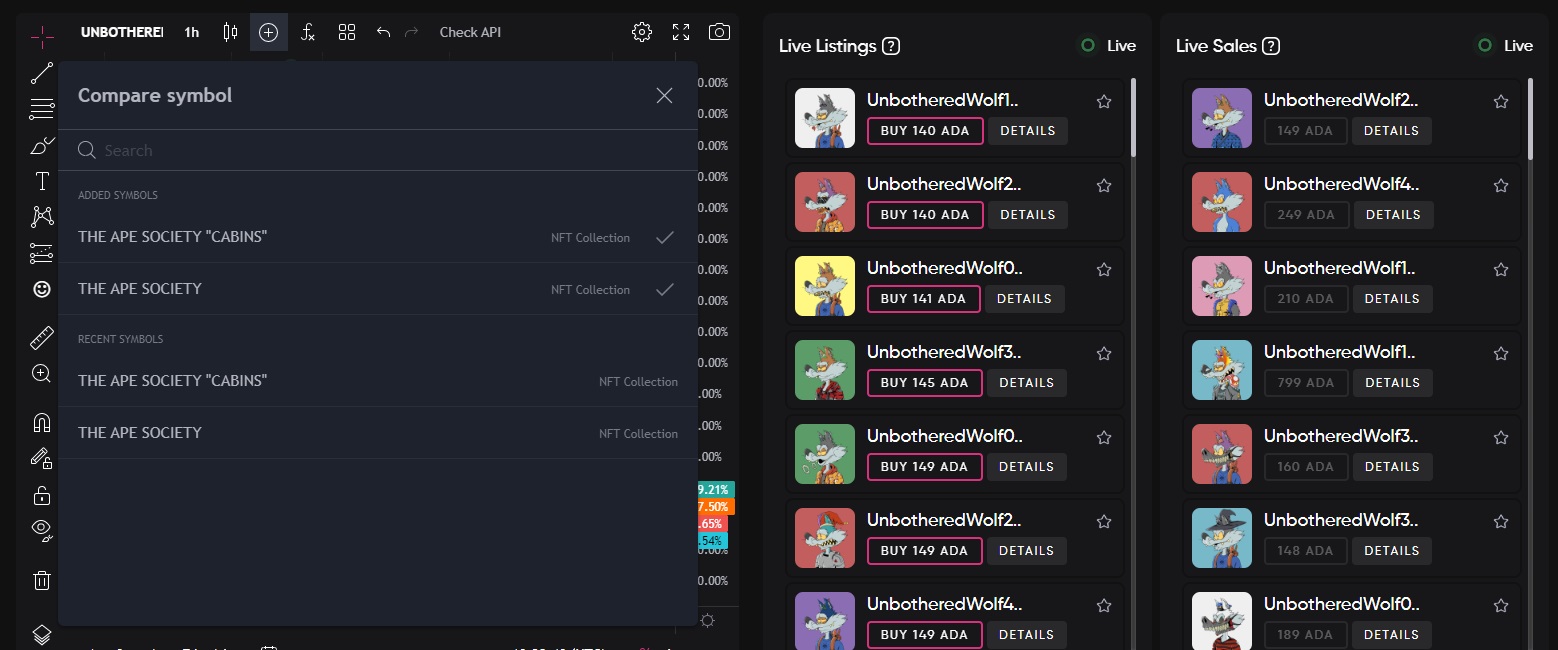 UNBOTHERE
1h
Check API
Compare symbol
Search
ADDED SYMBOLS
THE APE SOCIETY "CABINS"
NFT Collection
THE APE SOCIETY
NFT Collection
RECENT SYMBOLS
THE APE SOCIETY "CABINS"
NFT Collection
THE APE SOCIETY
NFT Collection
0.00%
0.00%
0.00%
0.00%
0.00%
0.00%
0.00%
0.00%
0.00%
0.00%
.00%
.00%
.00%
9.21%
7.50%
.65%
.54%
0.00%
0.00%
Live Listings ?
Live
UnbotheredWolf1..
BUY 140 ADA DETAILS
UnbotheredWolf2..
BUY 140 ADA DETAILS
UnbotheredWolf0..
BUY 141 ADA DETAILS
UnbotheredWolf3..
BUY 145 ADA DETAILS
UnbotheredWolf0..
BUY 149 ADA DETAILS
UnbotheredWolf2..
BUY 149 ADA DETAILS
UnbotheredWolf4..
BUY 149 ADA DETAILS
Live Sales ?
Live
UnbotheredWolf2..
149 ADA DETAILS
UnbotheredWolf4..
249 ADA DETAILS
UnbotheredWolf1..
210 ADA DETAILS
UnbotheredWolf1..
799 ADA DETAILS
UnbotheredWolf3..
160 ADA DETAILS
UnbotheredWolf3..
148 ADA DETAILS
UnbotheredWolf0..
189 ADA DETAILS